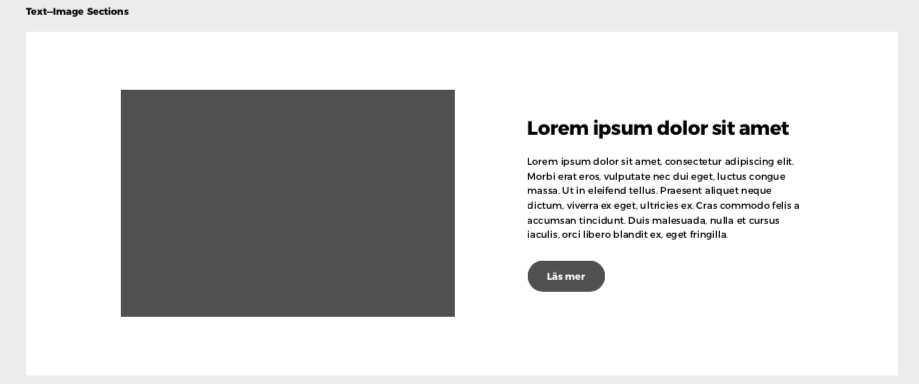 Text—Image Sections
Lorem ipsum dolor sit amet
Lorem ipsum dolor sit amet, consectetur adipiscing elit.
Morbi erat eros, vulputate nec dui eget, luctus congue
massa. Ut in eleifend tellus. Praesent aliquet neque
dictum, viverra ex eget, ultricies ex. Cras commodo felis a
accumsan tincidunt. Duis malesuada, nulla et cursus
iaculis, orci libero blandit ex, eget fringilla.
Läs mer